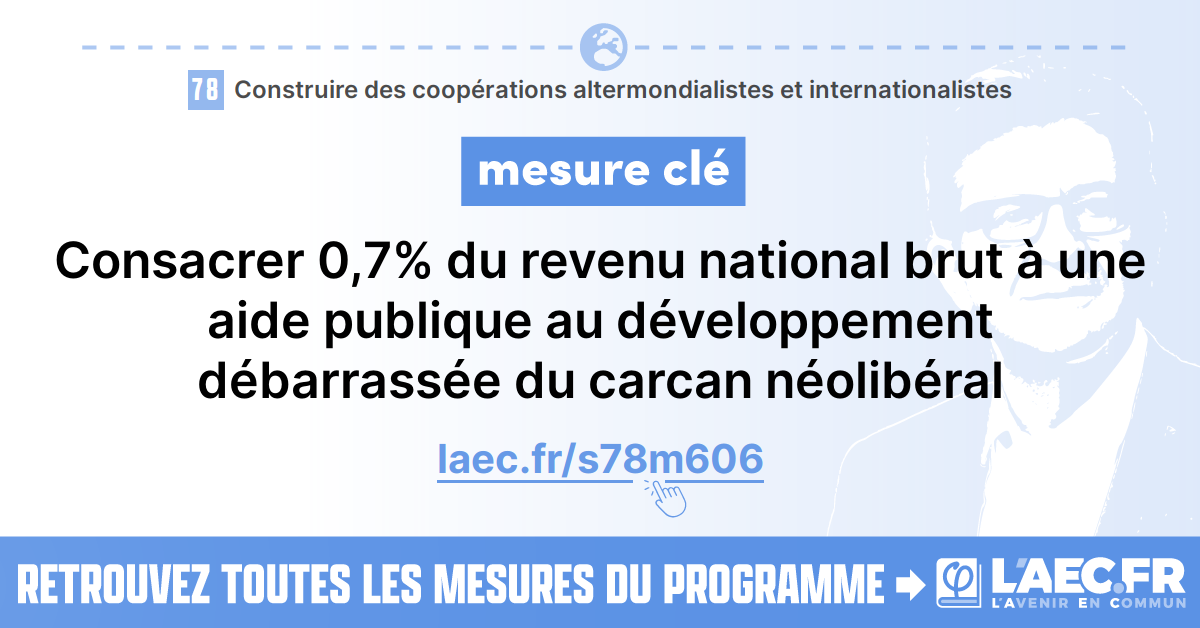 78 Construire des coopérations altermondialistes et internationalistes
mesure clé
Consacrer 0,7% du revenu national brut à une
aide publique au développement
débarrassée du carcan néolibéral
laec.fr/s78m606
RETROUVEZ TOUTES LES MESURES DU PROGRAMME
φ L'AEC.FR
L'AVENIR EN COMMUN